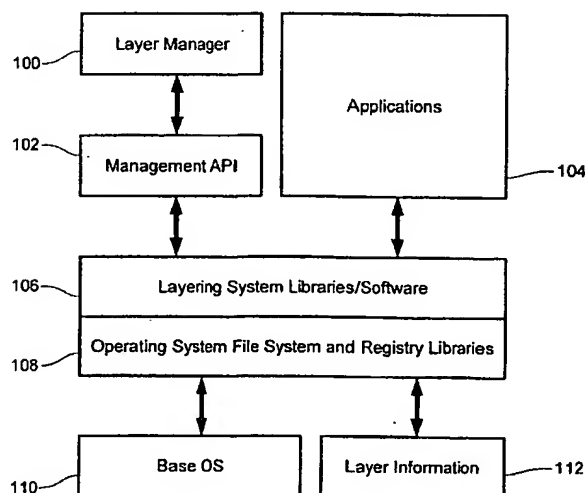 100
Layer Manager
102
Management API
Applications
104
106
Layering System Libraries/Software
108
Operating System File System and Registry Libraries
110
Base OS
Layer Information
112